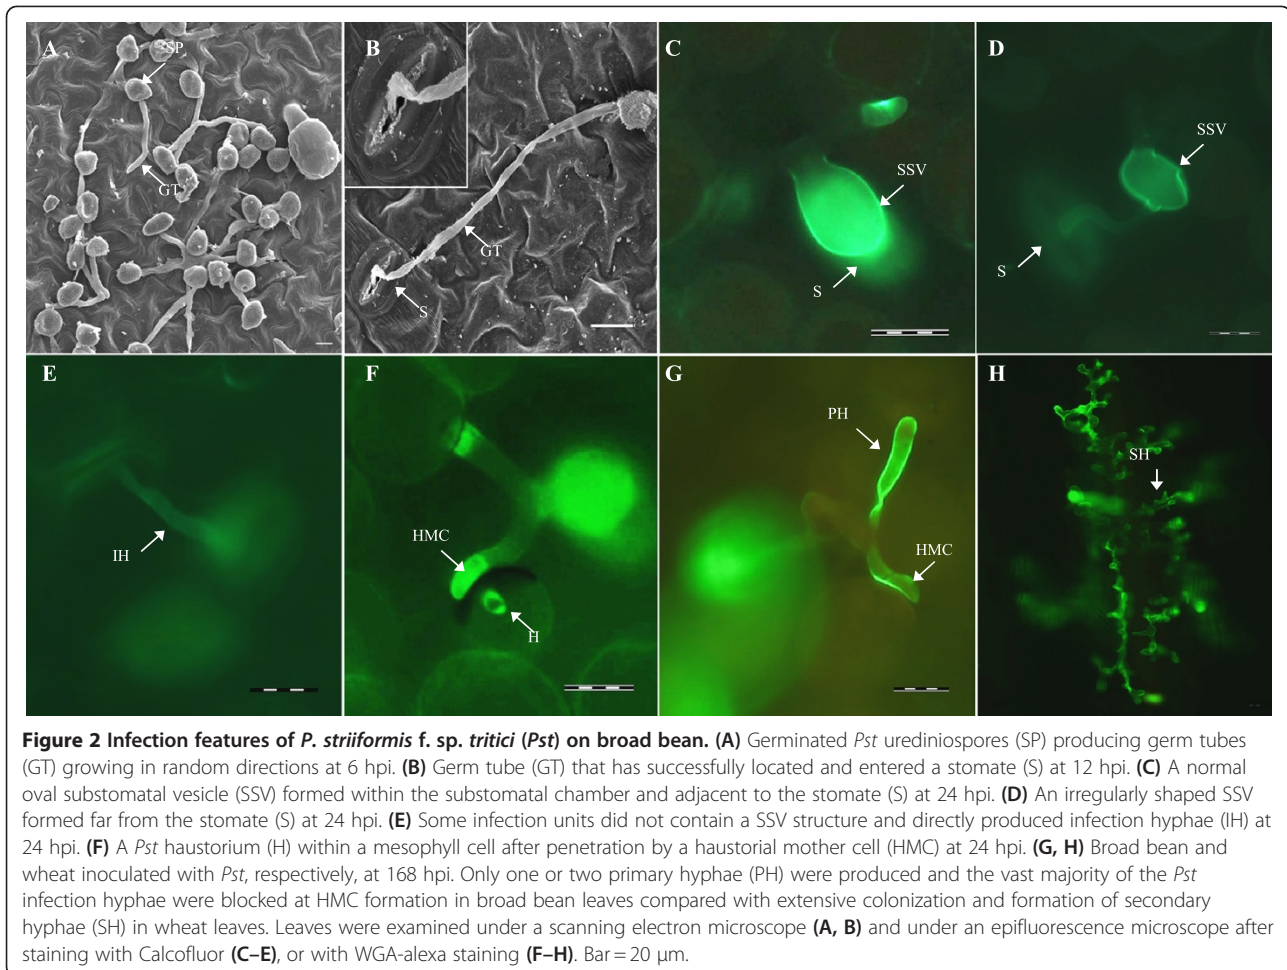 A
SP
GT
B
GT
S
C
SSV
S
D
SSV
S
E
IH
F
HMC
H
G
PH
HMC
H
SH
Figure 2 Infection features of P. striiformis f. sp. tritici (Pst) on broad bean. (A) Germinated Pst urediniospores (SP) producing germ tubes
(GT) growing in random directions at 6 hpi. (B) Germ tube (GT) that has successfully located and entered a stomate (S) at 12 hpi. (C) A normal
oval substomatal vesicle (SSV) formed within the substomatal chamber and adjacent to the stomate (S) at 24 hpi. (D) An irregularly shaped SSV
formed far from the stomate (S) at 24 hpi. (E) Some infection units did not contain a SSV structure and directly produced infection hyphae (IH) at
24 hpi. (F) A Pst haustorium (H) within a mesophyll cell after penetration by a haustorial mother cell (HMC) at 24 hpi. (G, H) Broad bean and
wheat inoculated with Pst, respectively, at 168 hpi. Only one or two primary hyphae (PH) were produced and the vast majority of the Pst
infection hyphae were blocked at HMC formation in broad bean leaves compared with extensive colonization and formation of secondary
hyphae (SH) in wheat leaves. Leaves were examined under a scanning electron microscope (A, B) and under an epifluorescence microscope after
staining with Calcofluor (C–E), or with WGA-alexa staining (F–H). Bar = 20 μm.